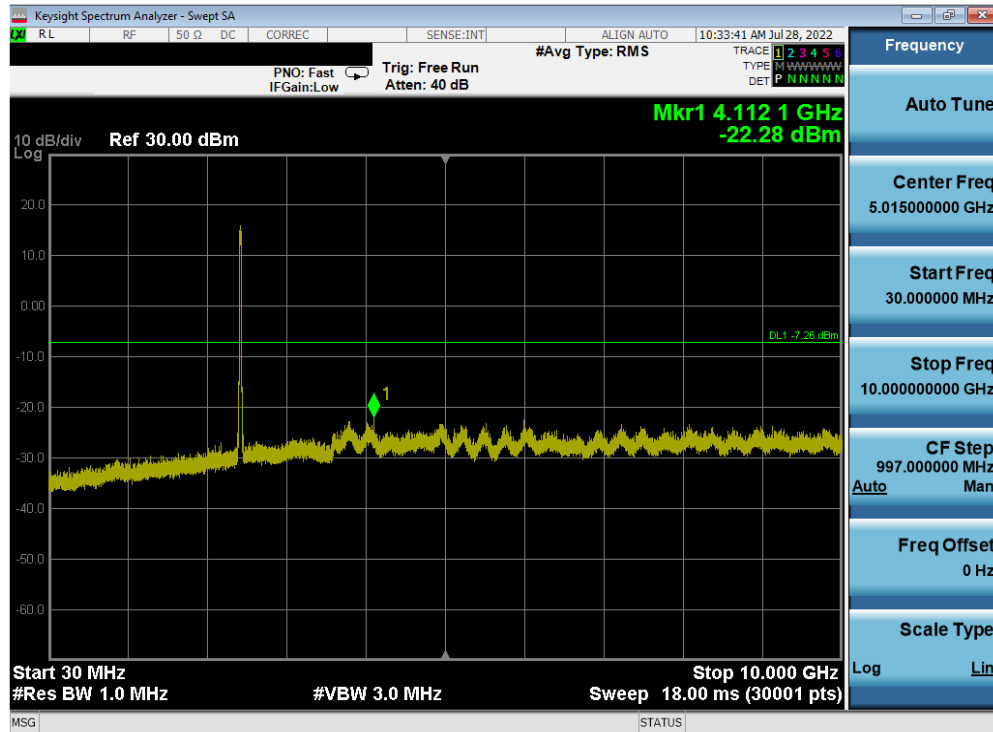 Keysight Spectrum Analyzer - Swept SA
LXI RL RF 50 Ω DC CORREC SENSE:INT ALIGN AUTO 10:33:41 AM Jul 28, 2022
#Avg Type: RMS
TRACE 1 2 3 4 5 6
TYPE M WWWWW
DET P N N N N N
PNO: Fast Trig: Free Run
IFGain:Low Atten: 40 dB
Mkr1 4.112 1 GHz
-22.28 dBm
10 dB/div Ref 30.00 dBm
Log
20.0
10.0
0.00
DL1 -7.26 dBm
-10.0
1
-20.0
-30.0
-40.0
-50.0
-60.0
Start 30 MHz Stop 10.000 GHz
#Res BW 1.0 MHz #VBW 3.0 MHz Sweep 18.00 ms (30001 pts)
MSG STATUS
Frequency
Auto Tune
Center Freq
5.015000000 GHz
Start Freq
30.000000 MHz
Stop Freq
10.000000000 GHz
CF Step
997.000000 MHz
Auto Man
Freq Offset
0 Hz
Scale Type
Log Lin